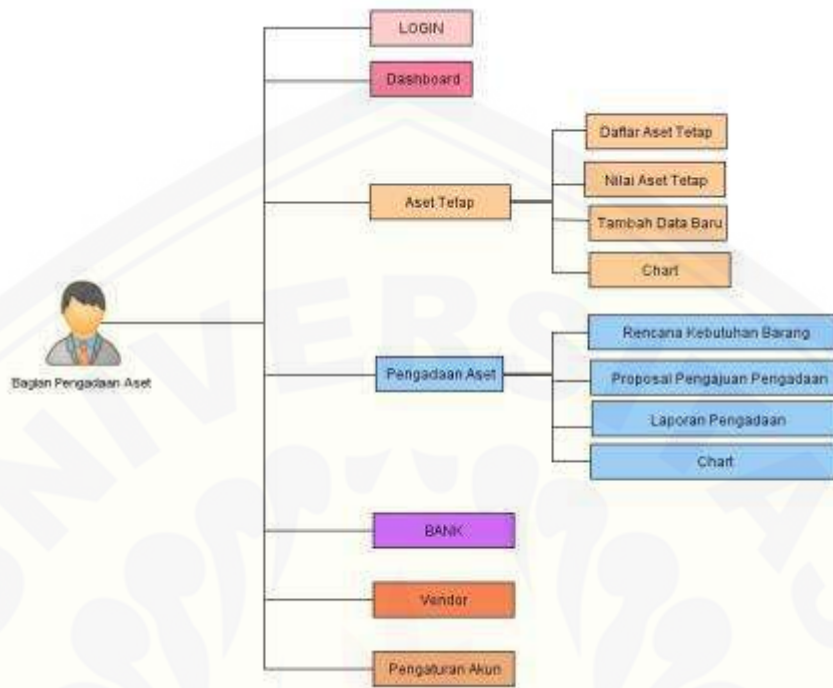 LOGIN
Dashboard
Aset Tetap
Daftar Aset Tetap
Nilai Aset Tetap
Tambah Data Baru
Chart
Bagian Pengadaan Aset
Pengadaan Aset
Rencana Kebutuhan Barang
Proposal Pengajuan Pengadaan
Laporan Pengadaan
Chart
BANK
Vendor
Pengaturan Akun
UNIVERSITAS